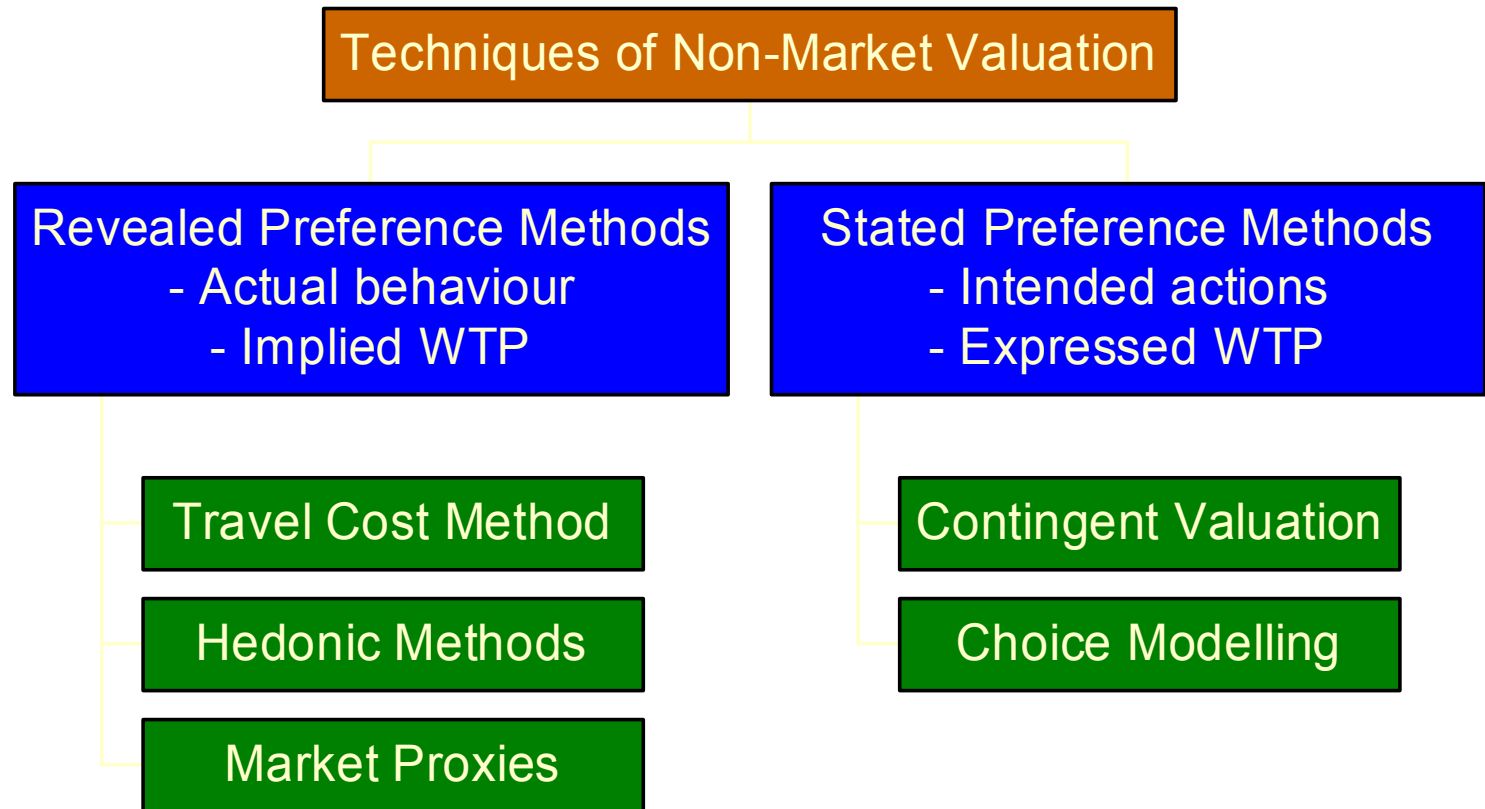 Techniques of Non-Market Valuation
Revealed Preference Methods
- Actual behaviour
- Implied WTP
Travel Cost Method
Hedonic Methods
Market Proxies
Stated Preference Methods
- Intended actions
- Expressed WTP
Contingent Valuation
Choice Modelling